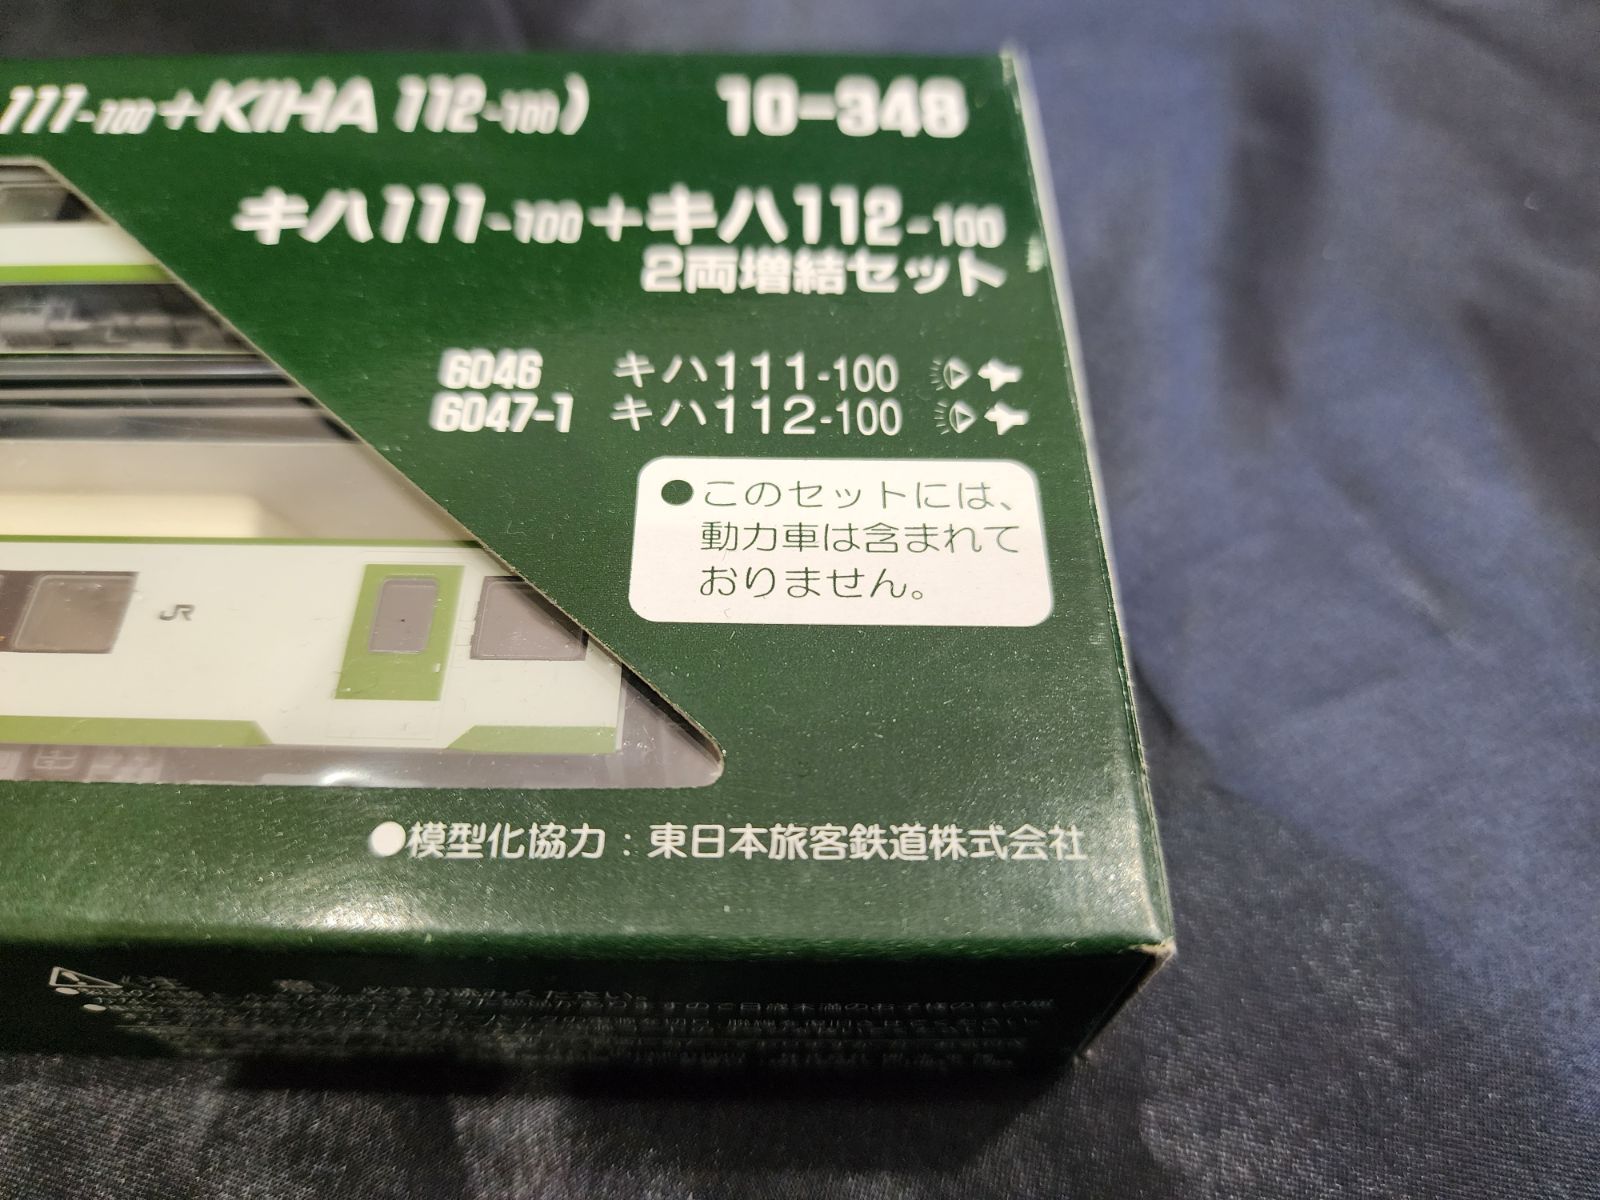 111-100+KIHA 112-100)
10-348
キハ111-100+キハ112-100
2両増結セット
6046 キハ111-100
6047-1 キハ112-100
●このセットには、
動力車は含まれて
おりません。
JR
●模型化協力：東日本旅客鉄道株式会社